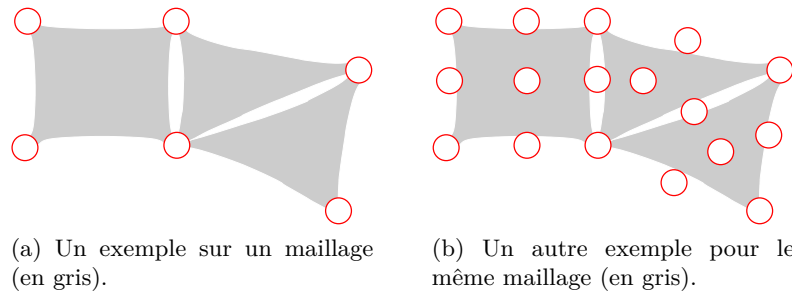 (a) Un exemple sur un maillage
(en gris).
(b) Un autre exemple pour le
même maillage (en gris).